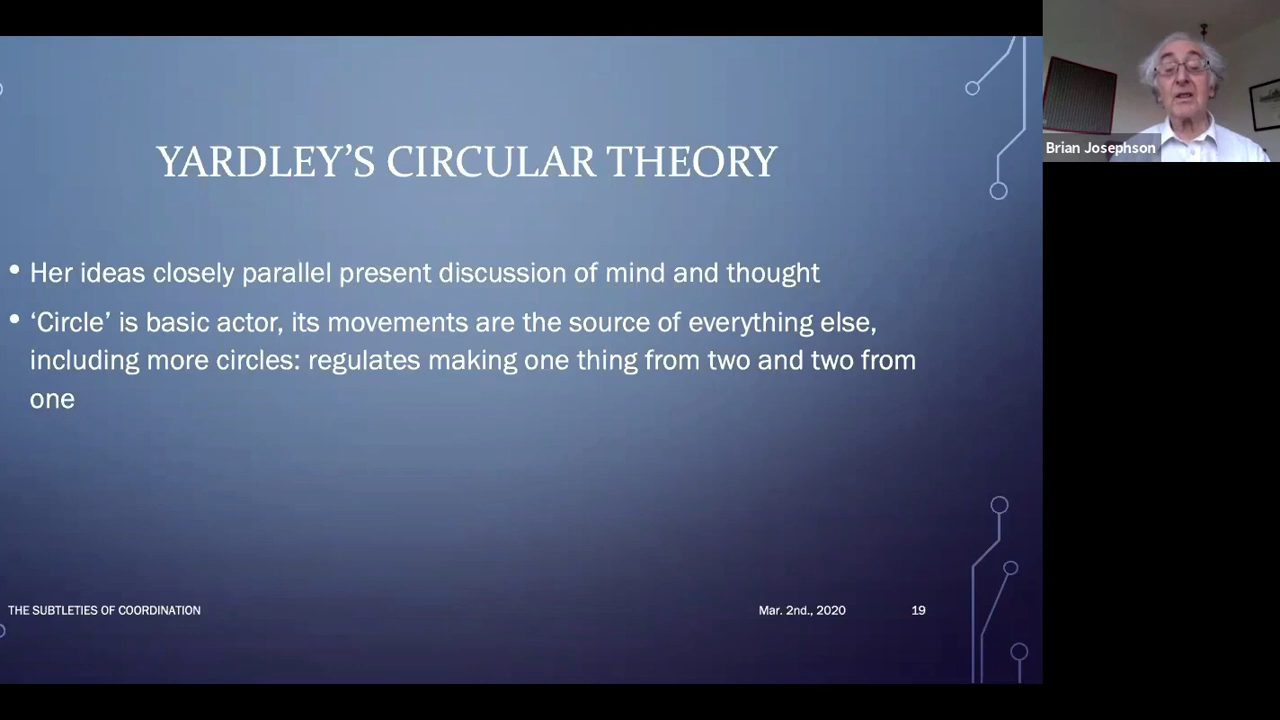 YARDLEY’S CIRCULAR THEORY
• Her ideas closely parallel present discussion of mind and thought
• ‘Circle’ is basic actor, its movements are the source of everything else,
including more circles: regulates making one thing from two and two from
one
THE SUBTLETIES OF COORDINATION
Mar. 2nd., 2020
19
Brian Josephson